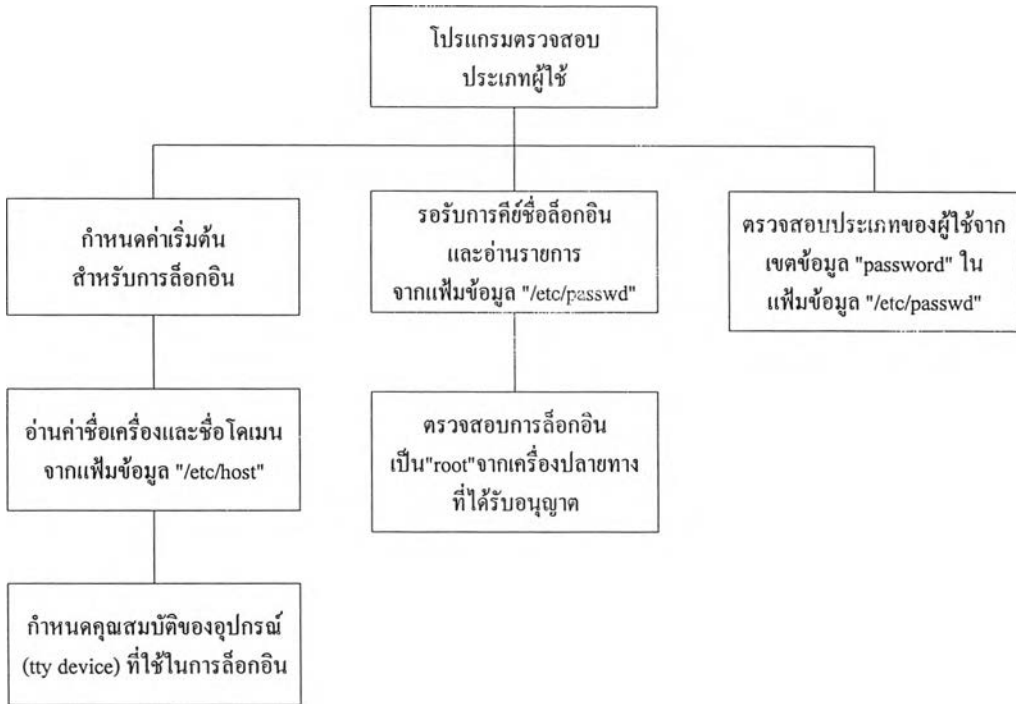 โปรแกรมตรวจสอบ
ประเภทผู้ใช้
กำหนดค่าเริ่มต้น
สำหรับการล็อกอิน
รอรับการคีย์ชื่อล็อกอิน
และอ่านรายการ
จากแฟ้มข้อมูล "/etc/passwd"
ตรวจสอบประเภทของผู้ใช้จาก
เขตข้อมูล "password" ใน
แฟ้มข้อมูล "/etc/passwd"
อ่านค่าชื่อเครื่องและชื่อโดเมน
จากแฟ้มข้อมูล "/etc/host"
ตรวจสอบการล็อกอิน
เป็น"root"จากเครื่องปลายทาง
ที่ได้รับอนุญาต
กำหนดคุณสมบัติของอุปกรณ์
(tty device) ที่ใช้ในการล็อกอิน